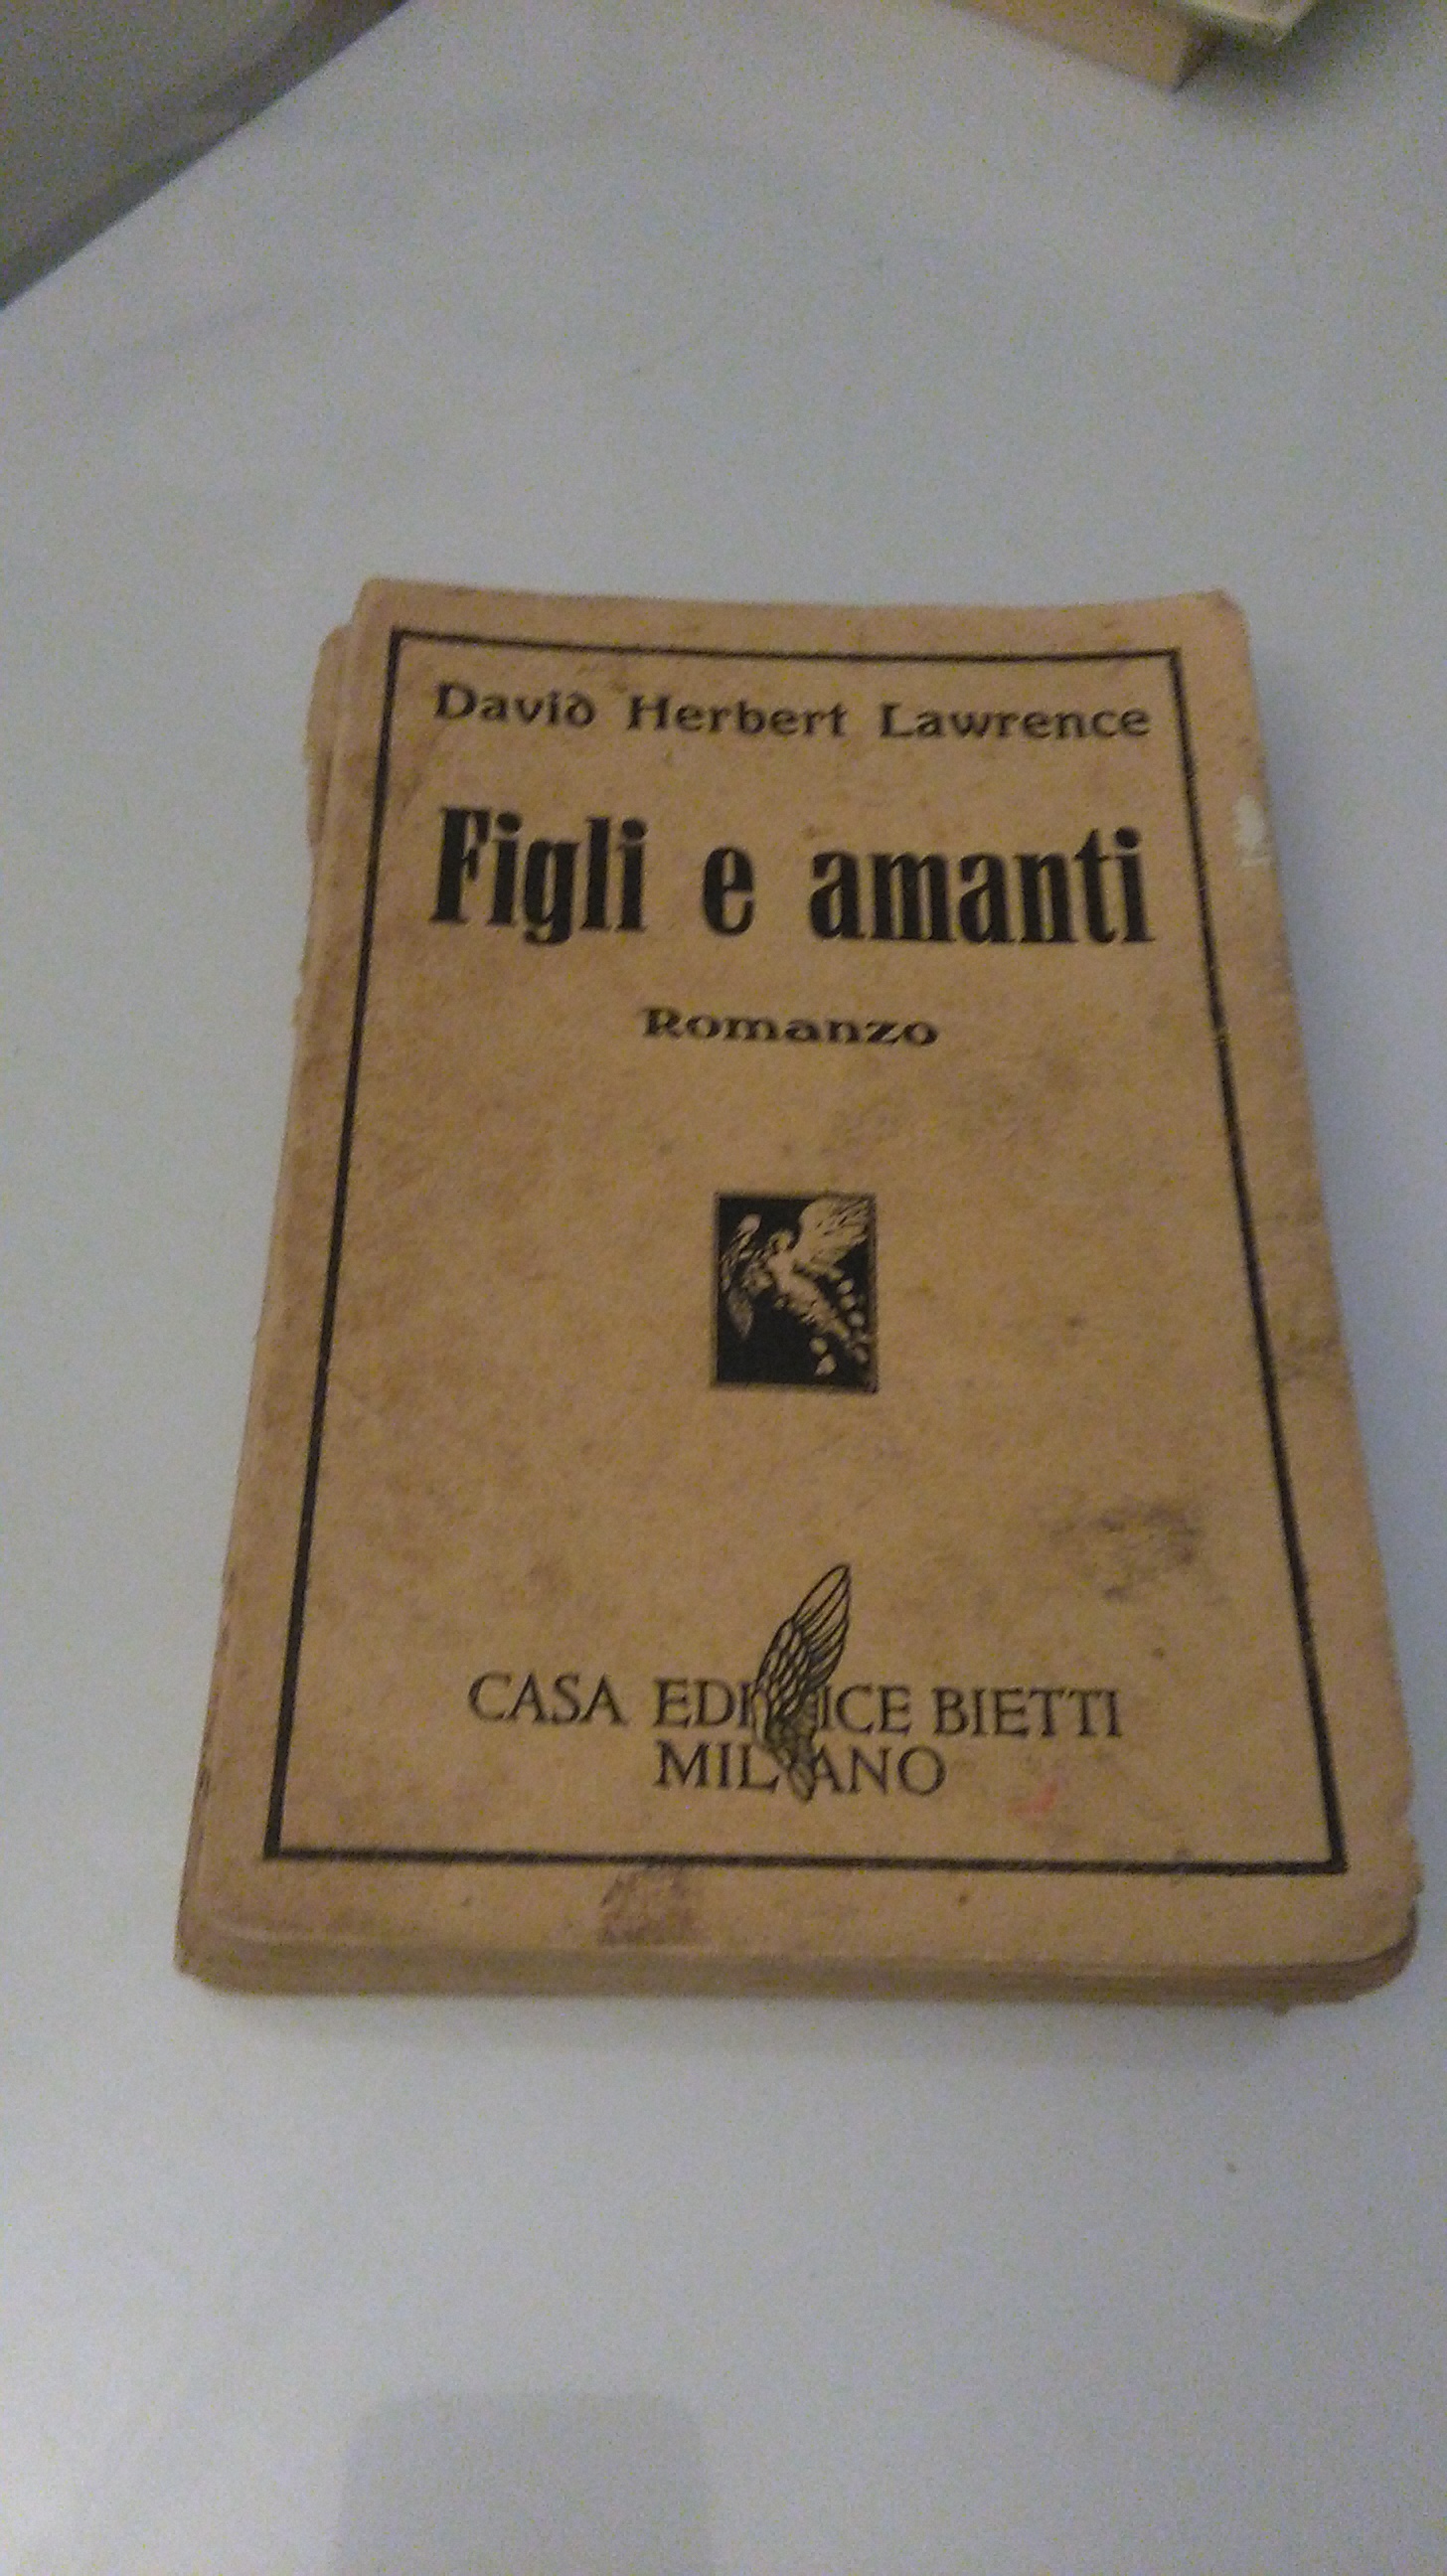 David Herbert Lawrence
Figli e amanti
Romanzo
CASA EDITRICE BIETTI
MILANO